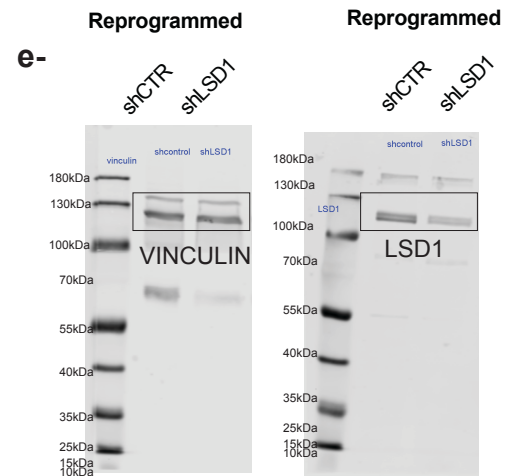 Reprogrammed
Reprogrammed
e-
shCTR
shLSD1
shCTR
shLSD1
vinculin
shcontrol
shLSD1
180kDa
130kDa
100kDa
VINCULIN
70kDa
55kDa
40kDa
35kDa
25kDa
15kDa
10kDa
shcontrol
shLSD1
180kDa
130kDa
LSD1
100kDa
LSD1
70kDa
55kDa
40kDa
35kDa
25kDa
15kDa
10kDa